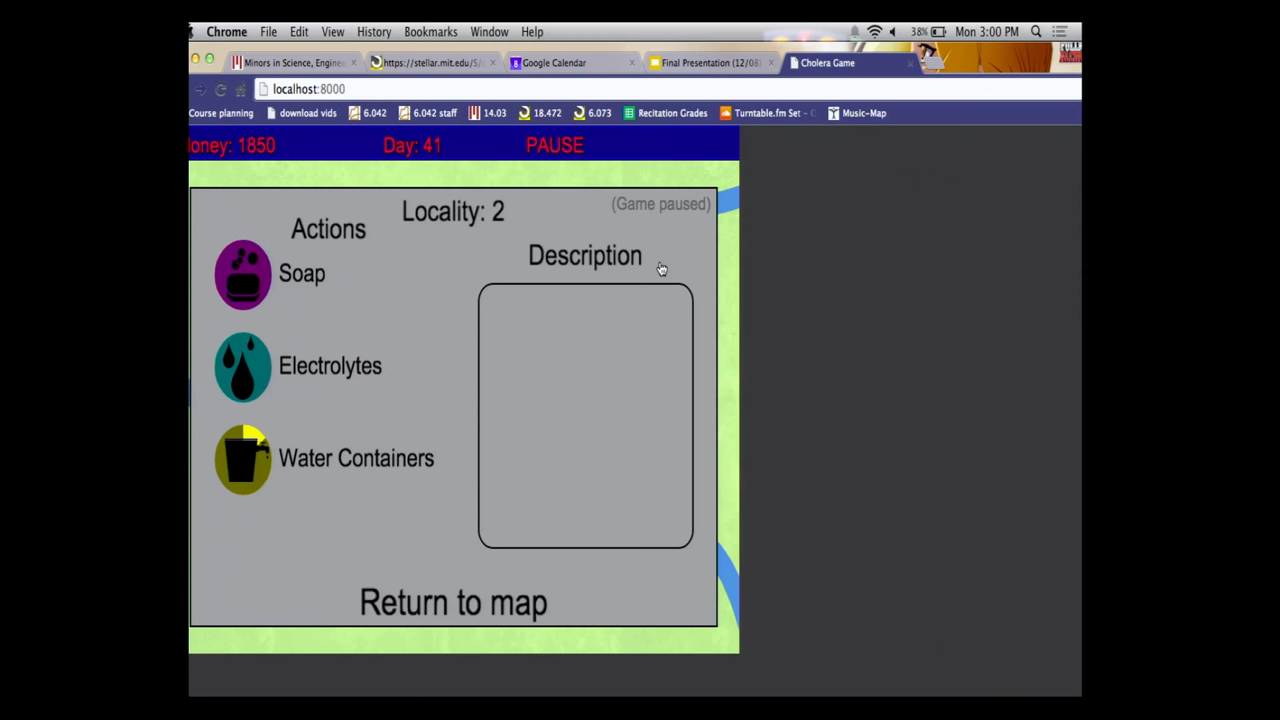 Chrome File Edit View History Bookmarks Window Help 38% Mon 3:00 PM
Minors in Science, Enginee https://stellar.mit.edu/S/ Google Calendar Final Presentation (12/08) Cholera Game
localhost:8000
Course planning download vids 6.042 6.042 staff 14.03 18.472 6.073 Recitation Grades Turntable.fm Set - Music-Map
oney: 1850 Day: 41 PAUSE
Locality: 2 (Game paused)
Actions
Description
Soap
Electrolytes
Water Containers
Return to map